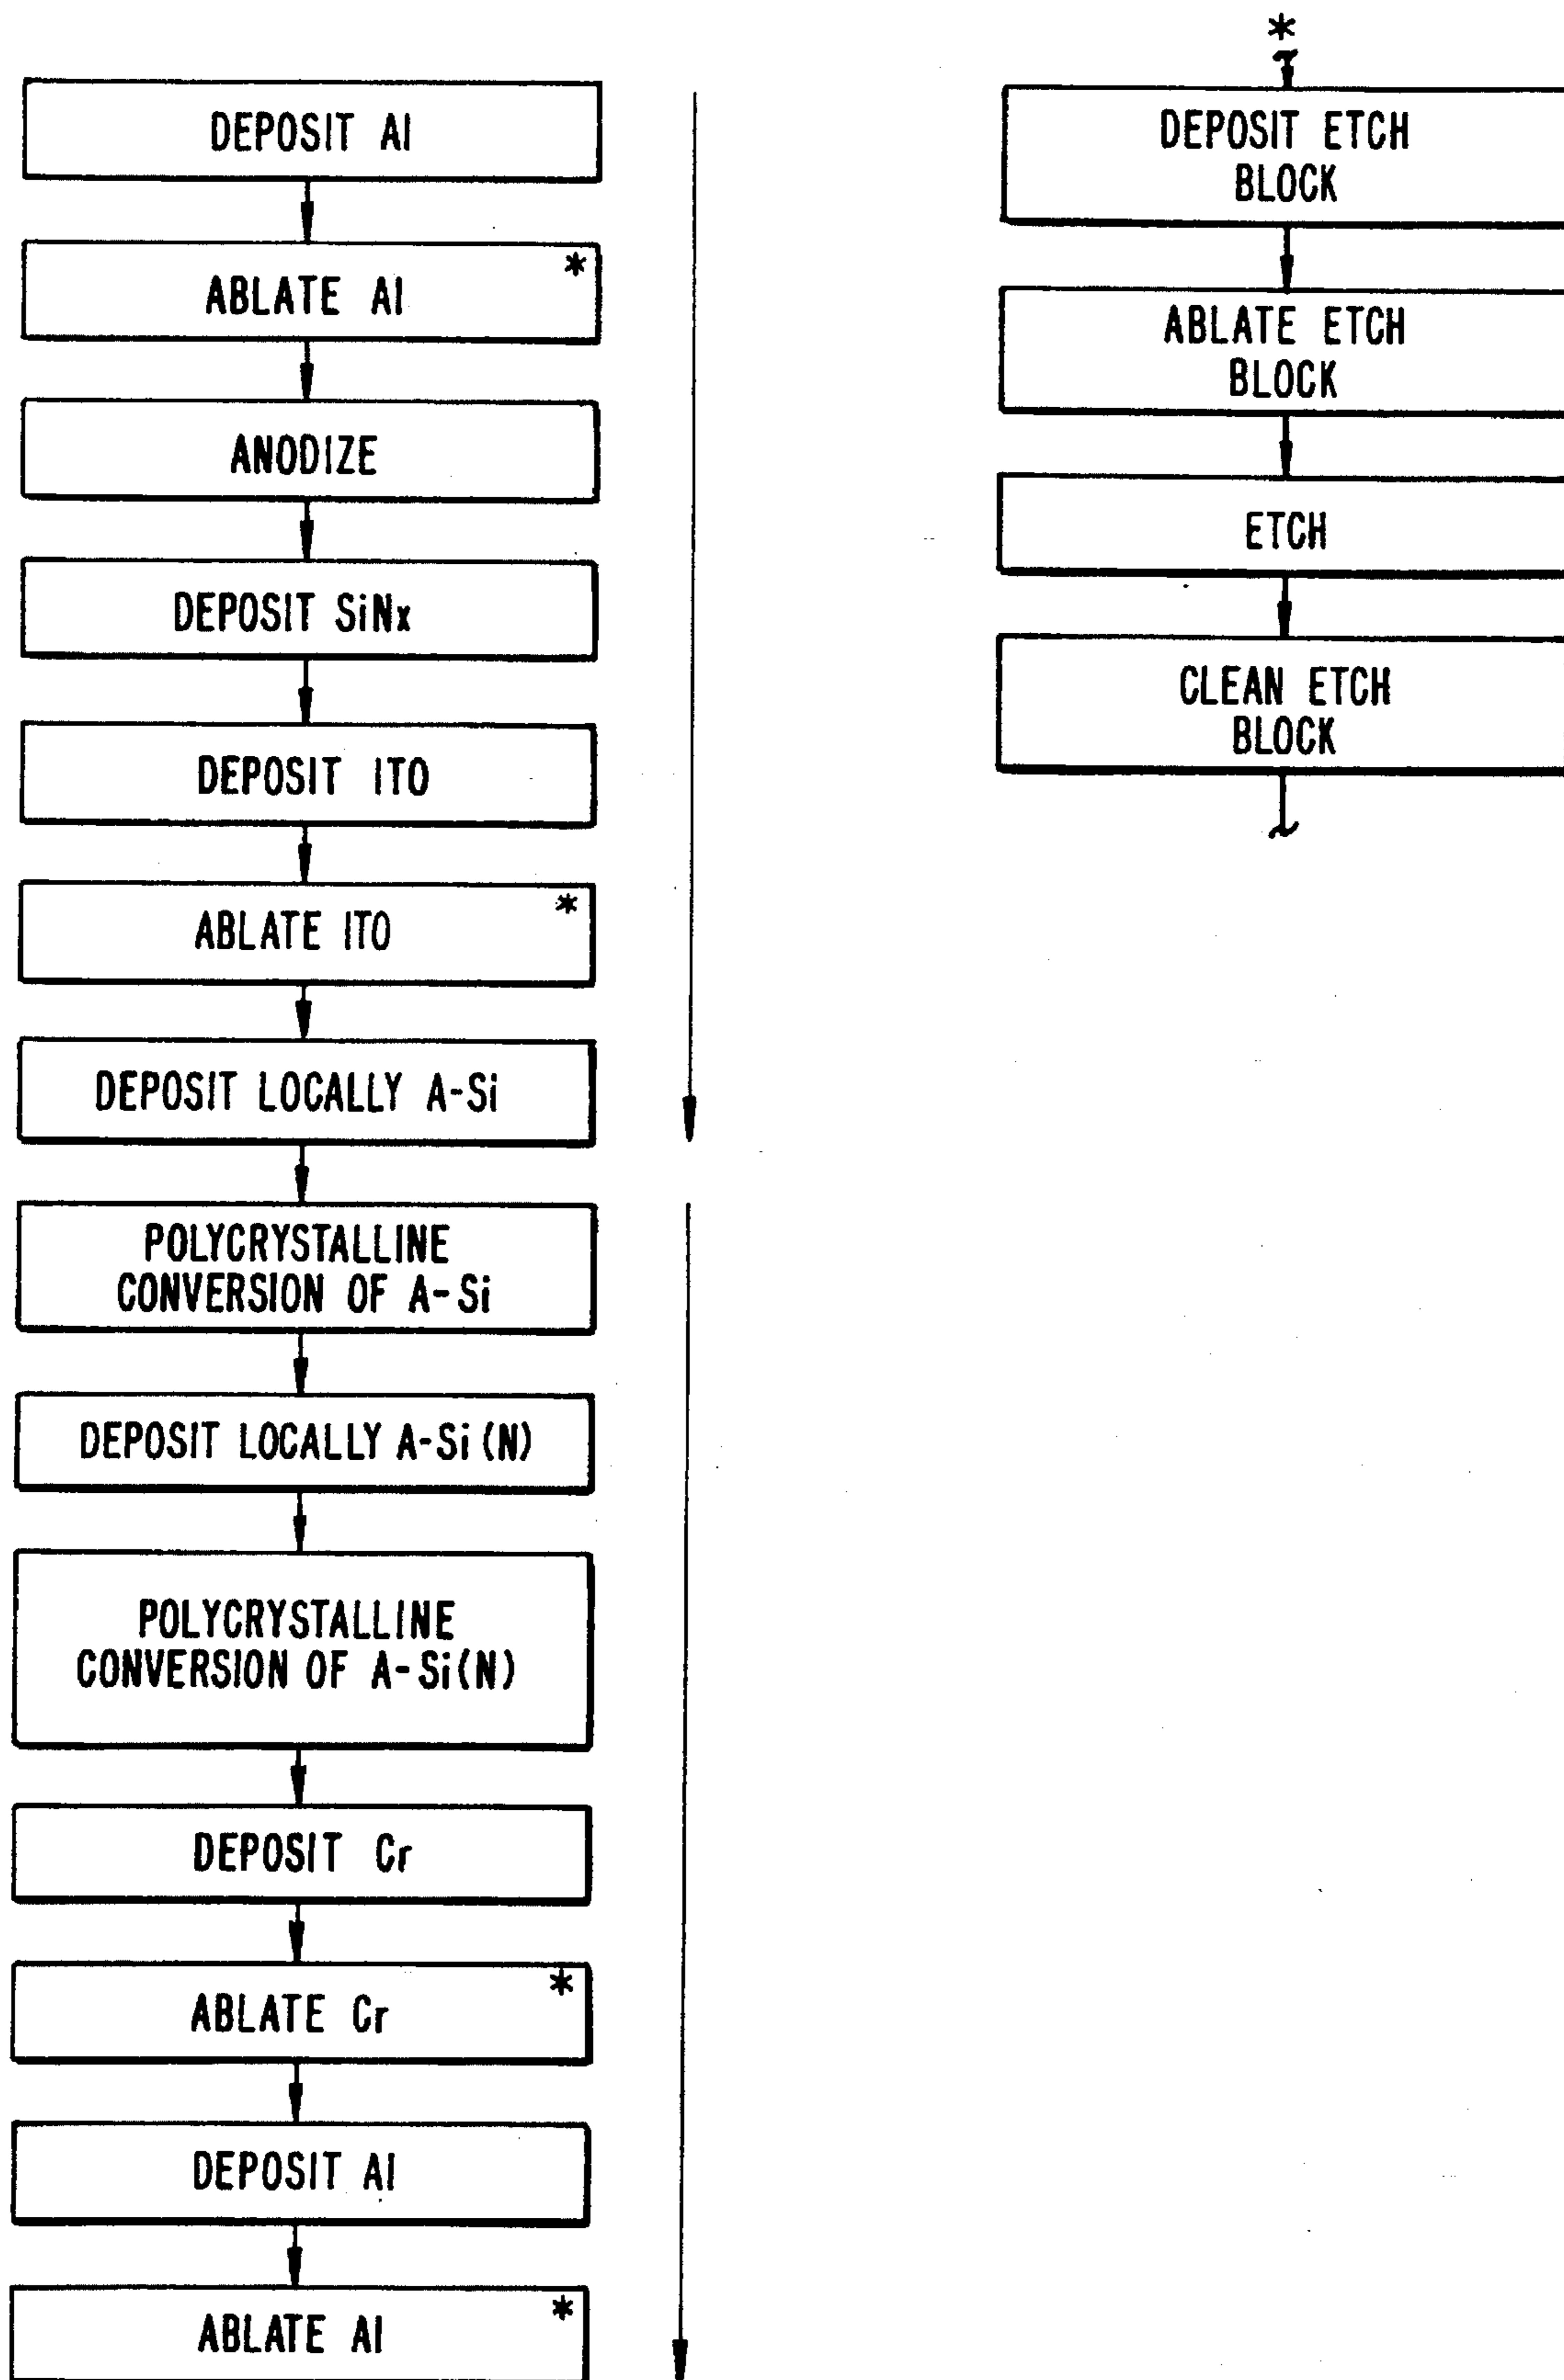 DEPOSIT Al
ABLATE Al *
ANODIZE
DEPOSIT SiNx
DEPOSIT ITO
ABLATE ITO *
DEPOSIT LOCALLY A-Si
POLYCRYSTALLINE
CONVERSION OF A-Si
DEPOSIT LOCALLY A-Si(N)
POLYCRYSTALLINE
CONVERSION OF A-Si(N)
DEPOSIT Cr
ABLATE Cr *
DEPOSIT Al
ABLATE Al *
*
DEPOSIT ETCH
BLOCK
ABLATE ETCH
BLOCK
ETCH
CLEAN ETCH
BLOCK